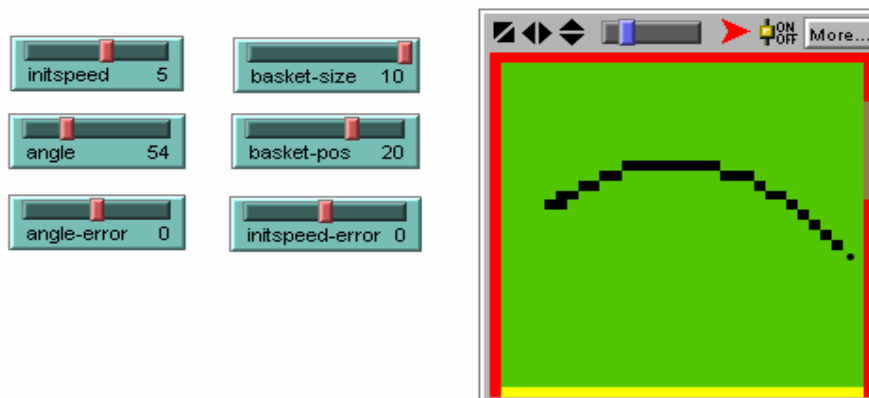 initspeed 5
basket-size 10
angle 54
basket-pos 20
angle-error 0
initspeed-error 0
ON
OFF
More...